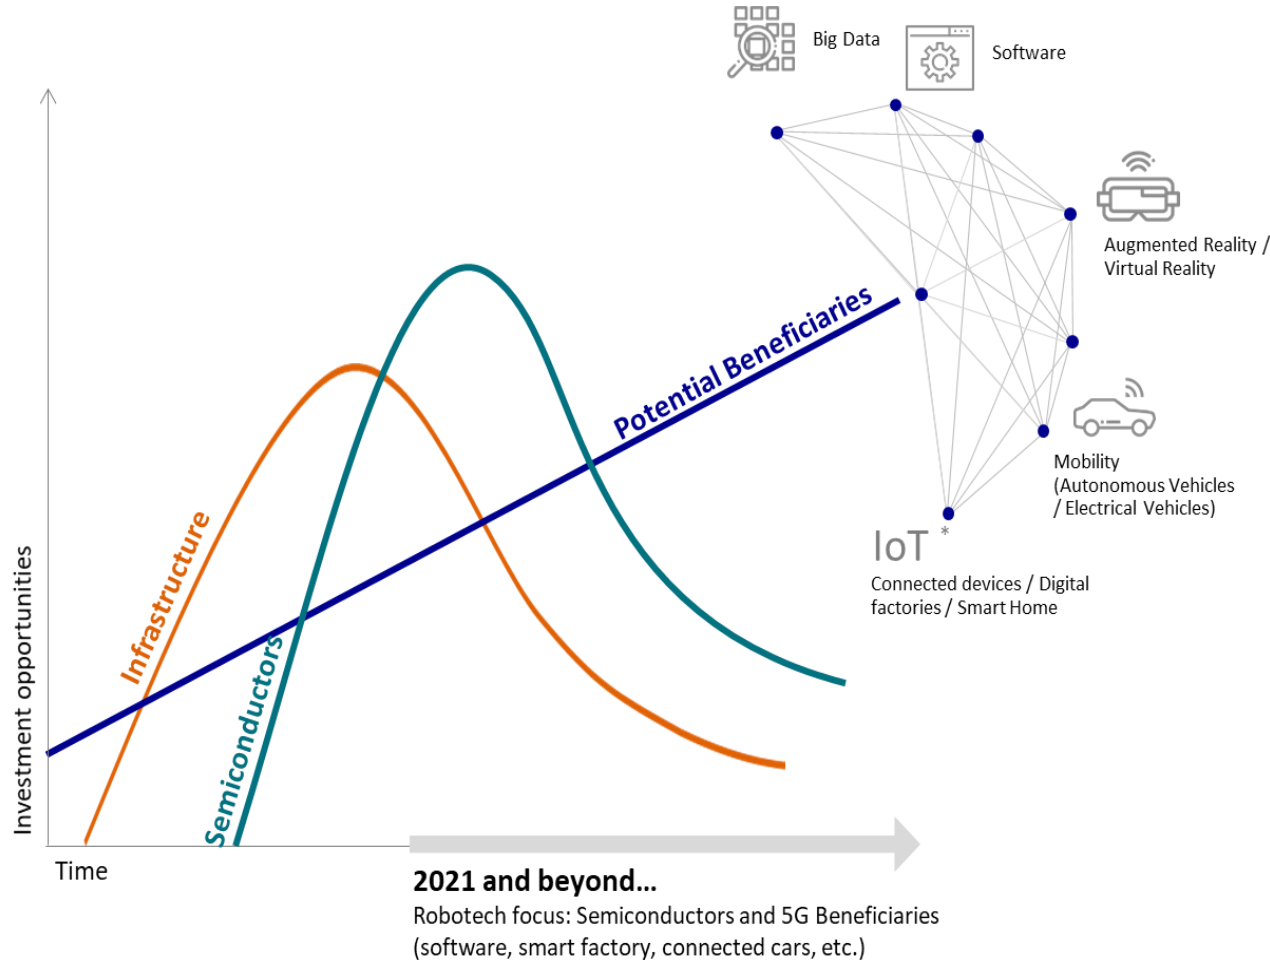 Big Data
Software
Augmented Reality /
Virtual Reality
Potential Beneficiaries
Mobility
(Autonomous Vehicles
/ Electrical Vehicles)
IoT *
Connected devices / Digital
factories / Smart Home
Infrastructure
Semiconductors
Investment opportunities
Time
2021 and beyond...
Robotech focus: Semiconductors and 5G Beneficiaries
(software, smart factory, connected cars, etc.)